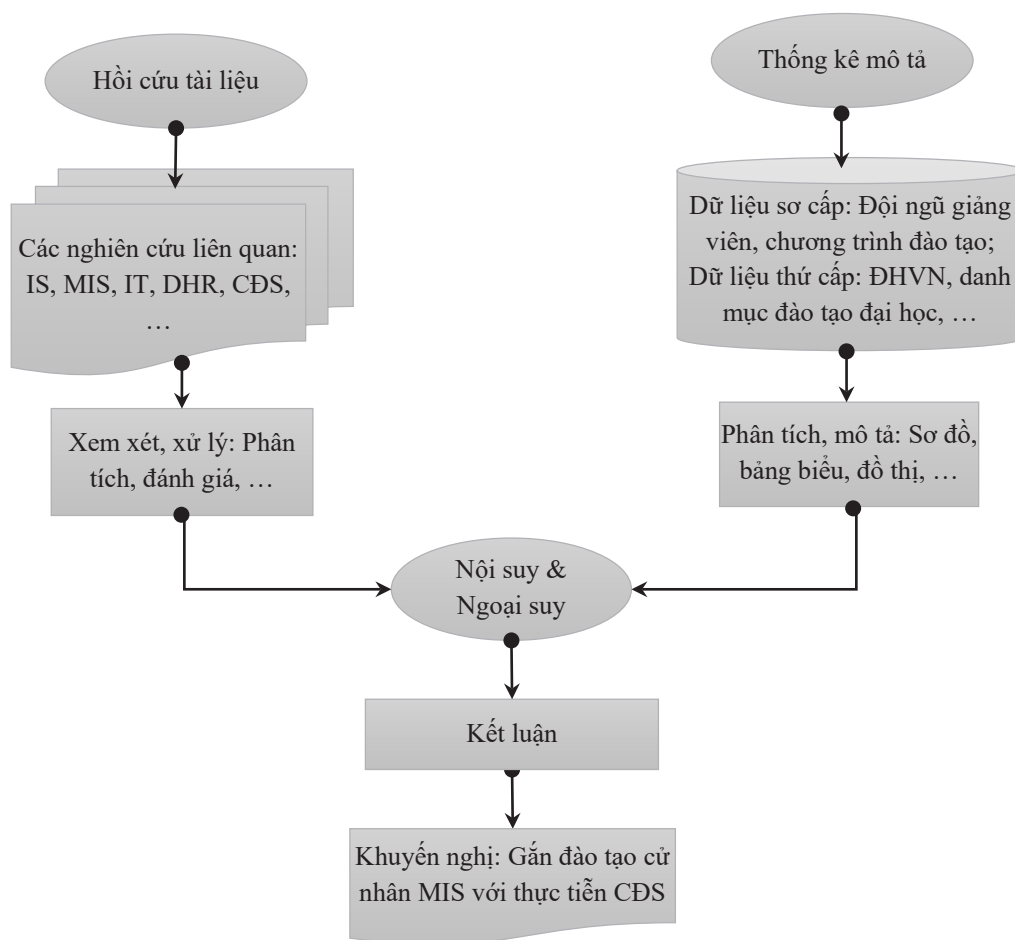 Hồi cứu tài liệu
Các nghiên cứu liên quan:
IS, MIS, IT, DHR, CĐS,
…
Xem xét, xử lý: Phân
tích, đánh giá, …
Thống kê mô tả
Dữ liệu sơ cấp: Đội ngũ giảng
viên, chương trình đào tạo;
Dữ liệu thứ cấp: ĐHVN, danh
mục đào tạo đại học, …
Phân tích, mô tả: Sơ đồ,
bảng biểu, đồ thị, …
Nội suy &
Ngoại suy
Kết luận
Khuyến nghị: Gắn đào tạo cử
nhân MIS với thực tiễn CĐS